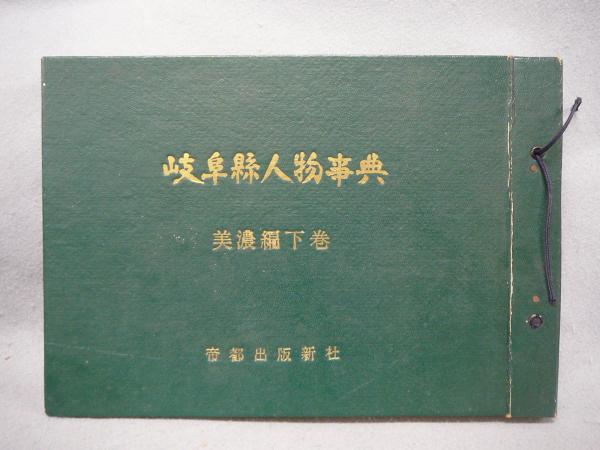 岐阜縣人物事典
美濃編下巻
帝都出版新社